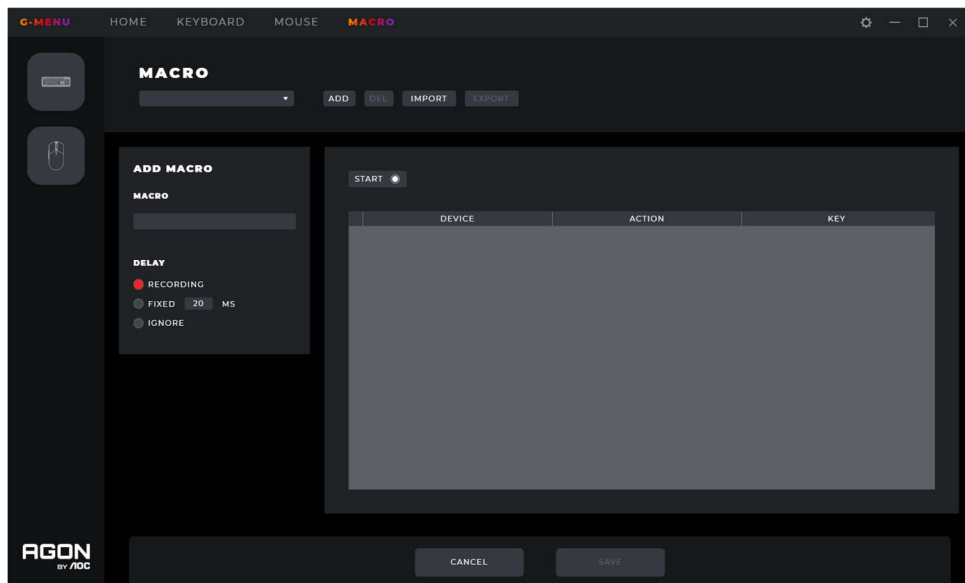 G-MENU HOME KEYBOARD MOUSE MACRO
MACRO
ADD DEL IMPORT EXPORT
ADD MACRO
MACRO
DELAY
RECORDING
FIXED 20 MS
IGNORE
START
DEVICE ACTION KEY
CANCEL SAVE
AGON
BY AOC